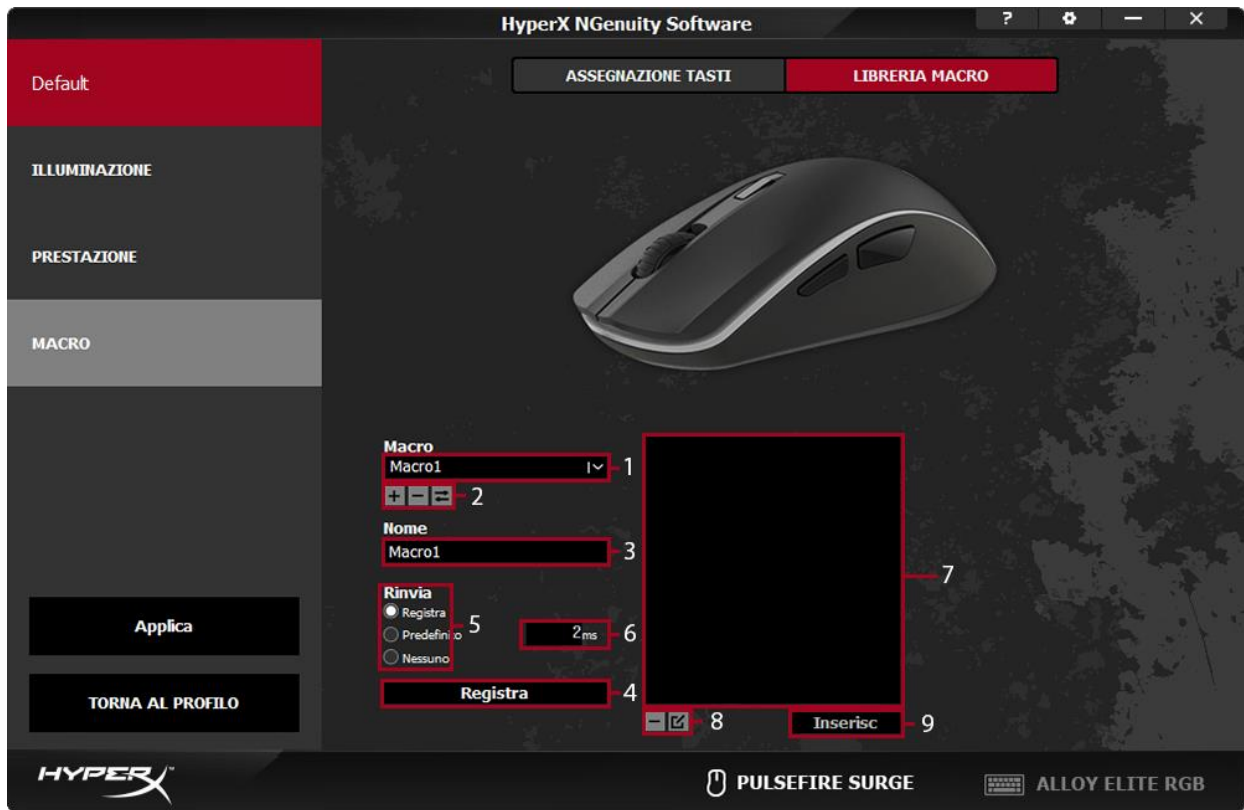 HyperX NGenuity Software
?
Default
ASSEGNAZIONE TASTI
LIBRERIA MACRO
ILLUMINAZIONE
PRESTAZIONE
MACRO
Macro
Macro1
1
2
Nome
Macro1
3
Rinvia
Registra
Predefinito
Nessuno
5
2ms
6
Registra
4
7
8
Inserisc
9
Applica
TORNA AL PROFILO
HYPERX™
PULSEFIRE SURGE
ALLOY ELITE RGB